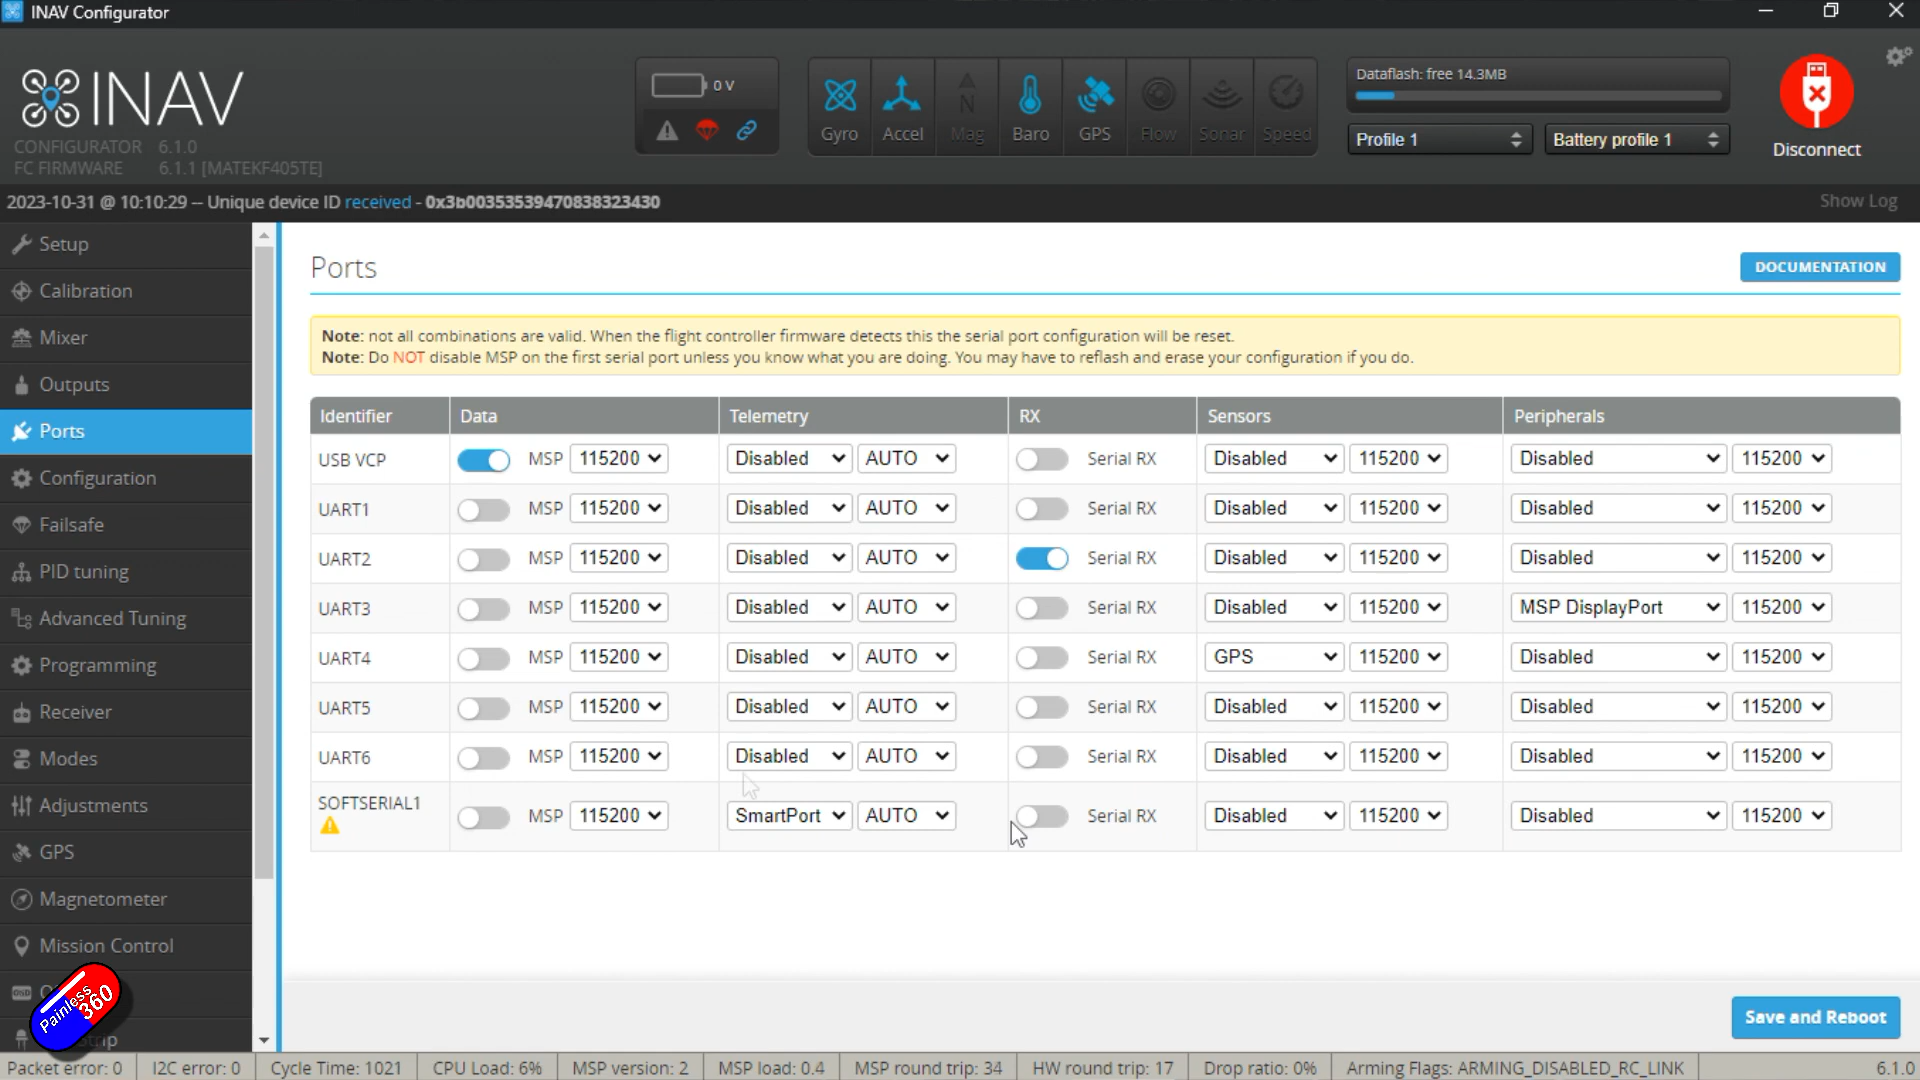 INAV Configurator
INAV
CONFIGURATOR 6.1.0
FC FIRMWARE 6.1.1 [MATEKF405TE]
0 V
Gyro Accel Mag Baro GPS Flow Sonar Speed
Dataflash: free 14.3MB
Profile 1 Battery profile 1
Disconnect
2023-10-31 @ 10:10:29 -- Unique device ID received - 0x3b00353539470838323430
Show Log
Setup
Calibration
Mixer
Outputs
Ports
Configuration
Failsafe
PID tuning
Advanced Tuning
Programming
Receiver
Modes
Adjustments
GPS
Magnetometer
Mission Control
Painless
360
Ports
DOCUMENTATION
Note: not all combinations are valid. When the flight controller firmware detects this the serial port configuration will be reset.
Note: Do NOT disable MSP on the first serial port unless you know what you are doing. You may have to reflash and erase your configuration if you do.
Identifier Data Telemetry RX Sensors Peripherals
USB VCP MSP 115200 Disabled AUTO Serial RX Disabled 115200 Disabled 115200
UART1 MSP 115200 Disabled AUTO Serial RX Disabled 115200 Disabled 115200
UART2 MSP 115200 Disabled AUTO Serial RX Disabled 115200 Disabled 115200
UART3 MSP 115200 Disabled AUTO Serial RX Disabled 115200 MSP DisplayPort 115200
UART4 MSP 115200 Disabled AUTO Serial RX GPS 115200 Disabled 115200
UART5 MSP 115200 Disabled AUTO Serial RX Disabled 115200 Disabled 115200
UART6 MSP 115200 Disabled AUTO Serial RX Disabled 115200 Disabled 115200
SOFTSERIAL1 MSP 115200 SmartPort AUTO Serial RX Disabled 115200 Disabled 115200
Save and Reboot
Packet error: 0 I2C error: 0 Cycle Time: 1021 CPU Load: 6% MSP version: 2 MSP load: 0.4 MSP round trip: 34 HW round trip: 17 Drop ratio: 0% Arming Flags: ARMING_DISABLED_RC_LINK 6.1.0